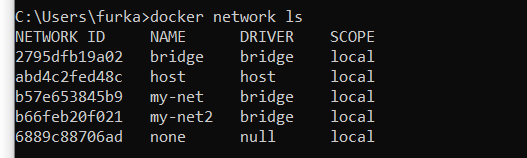 C:\Users\furka>docker network ls
NETWORK ID NAME DRIVER SCOPE
2795dfb19a02 bridge bridge local
abd4c2fed48c host host local
b57e653845b9 my-net bridge local
b66feb20f021 my-net2 bridge local
6889c88706ad none null local